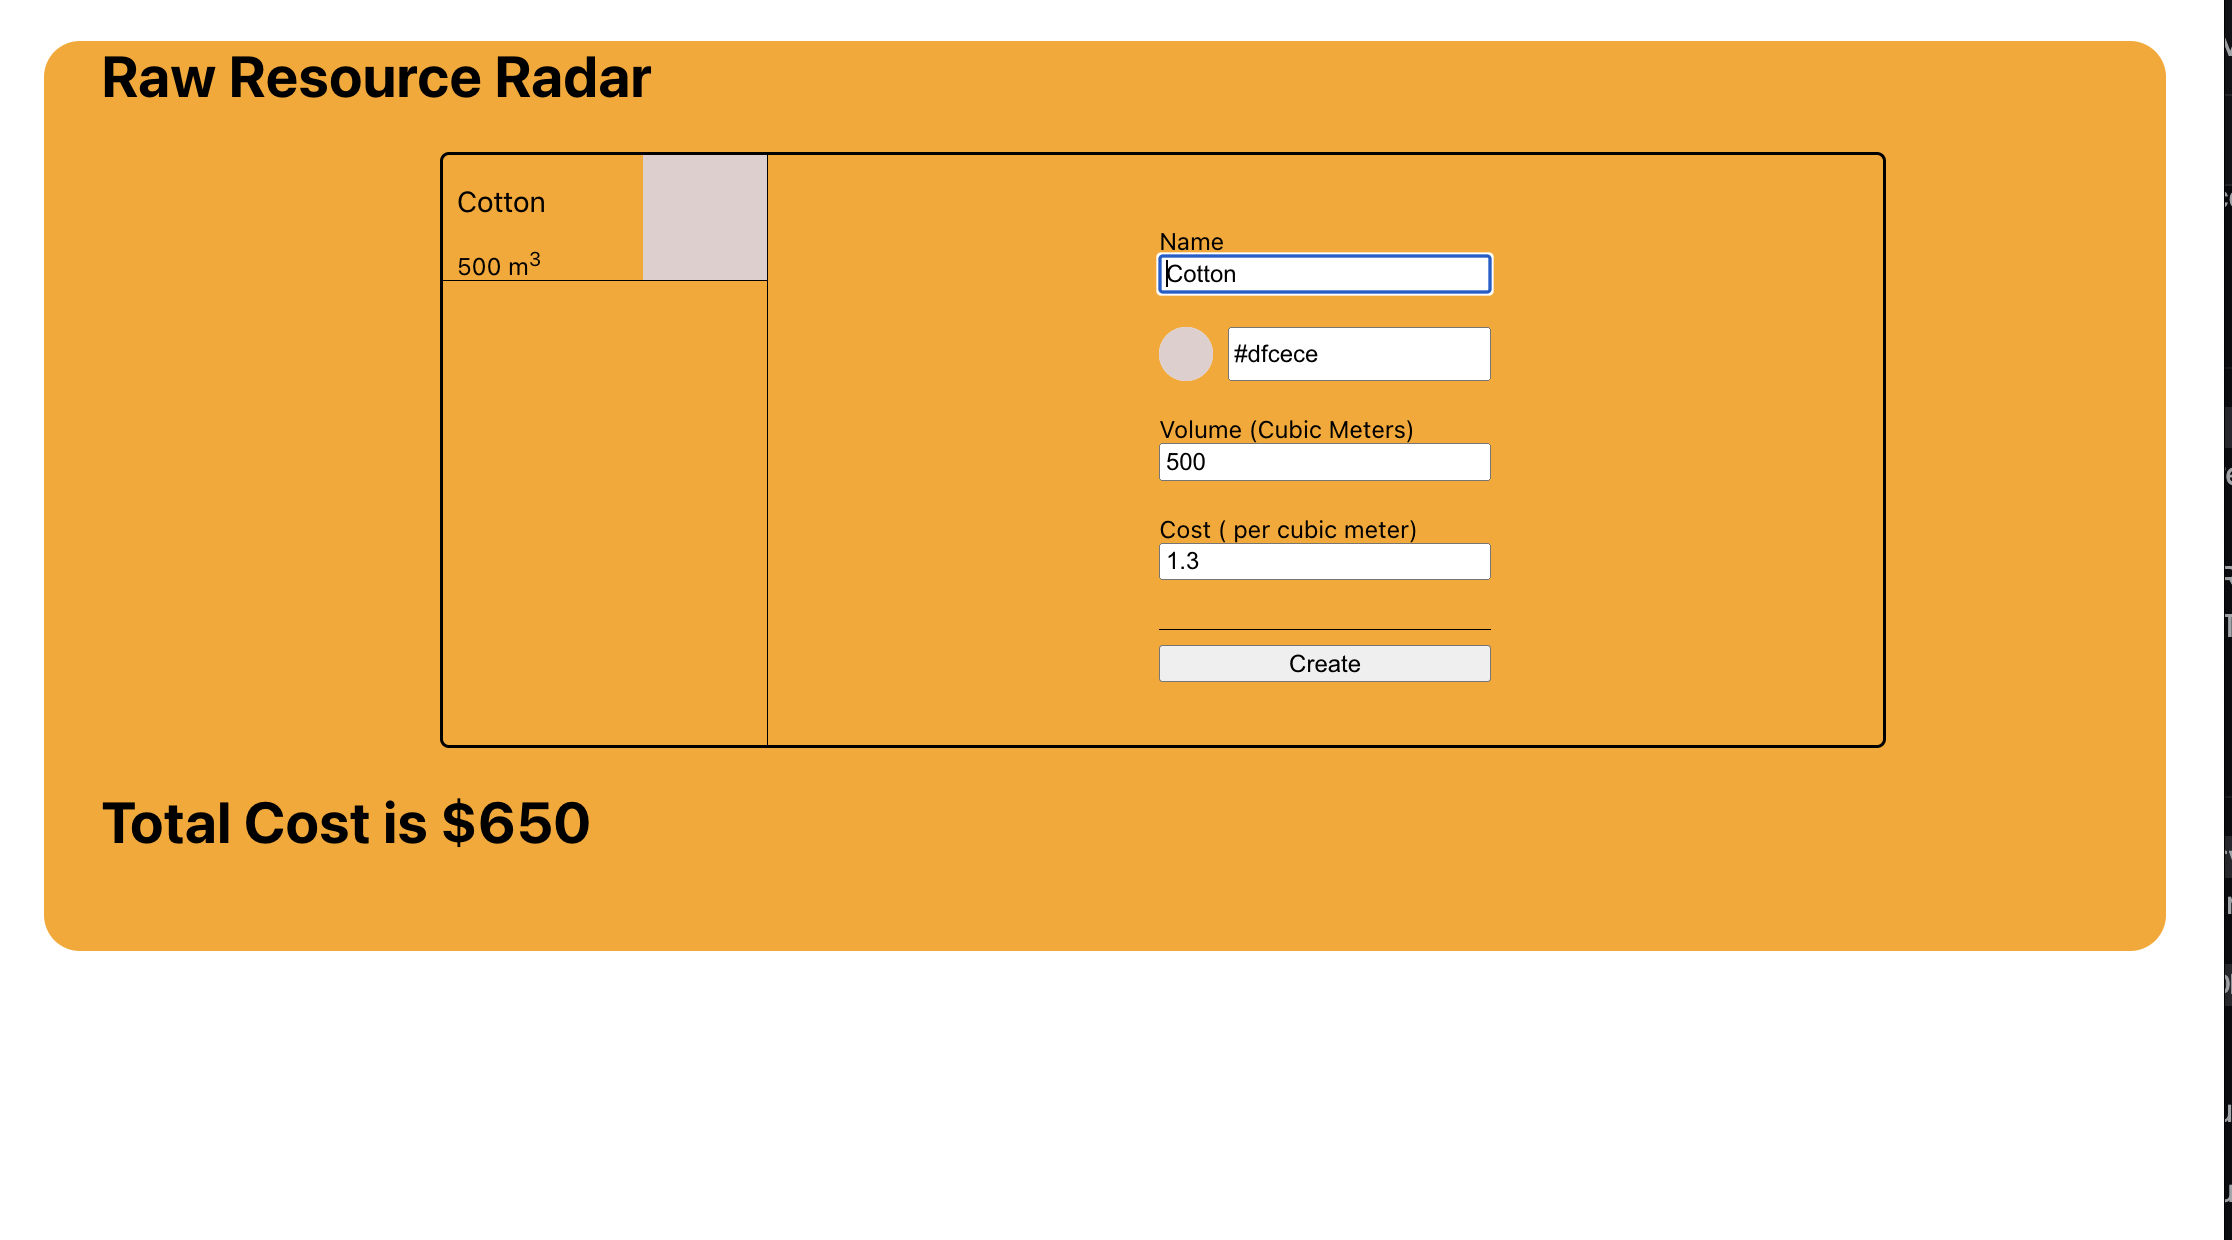 Raw Resource Radar
Cotton
500 m³
Name
Cotton
#dfcece
Volume (Cubic Meters)
500
Cost ( per cubic meter)
1.3
Create
Total Cost is $650